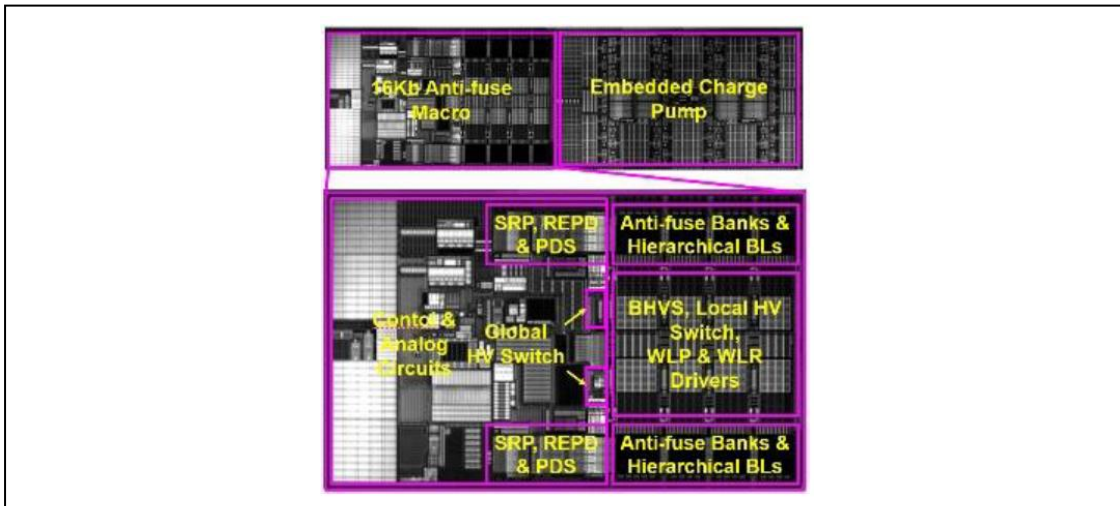 16Kb Anti-fuse
Macro
Embedded Charge
Pump
SRP, REPD
& PDS
Anti-fuse Banks &
Hierarchical BLs
Contol &
Analog
Circuits
Global
HV Switch
BHVS, Local HV
Switch,
WLP & WLR
Drivers
SRP, REPD
& PDS
Anti-fuse Banks &
Hierarchical BLs